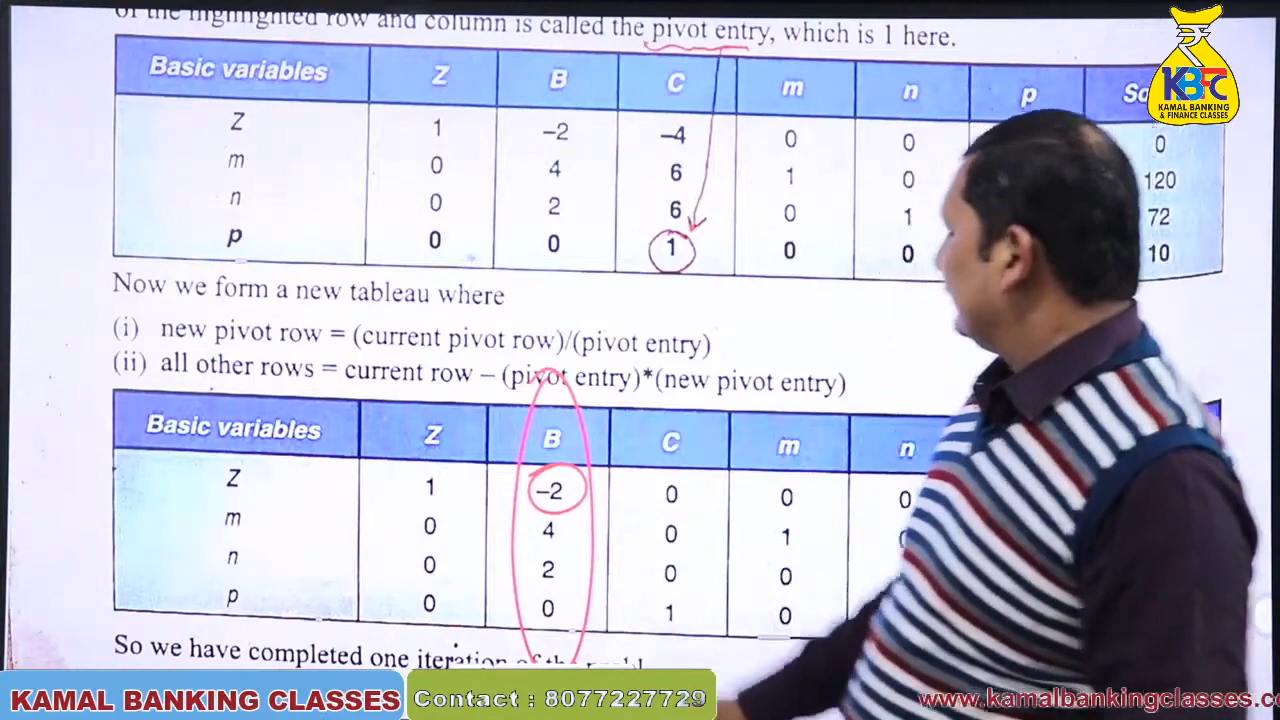 of the highlighted row and column is called the pivot entry, which is 1 here.
Basic variables Z B C m n p
Z 1 –2 –4 0 0 0
m 0 4 6 1 0 120
n 0 2 6 0 1 72
p 0 0 1 0 0 10
Now we form a new tableau where
(i) new pivot row = (current pivot row)/(pivot entry)
(ii) all other rows = current row – (pivot entry)*(new pivot entry)
Basic variables Z B C m n
Z 1 –2 0 0 0
m 0 4 0 1
n 0 2 0 0
p 0 0 1 0
So we have completed one iteration of the
KBFC
KAMAL BANKING
& FINANCE CLASSES
KAMAL BANKING CLASSES
Contact : 8077227729
www.kamalbankingclasses.c